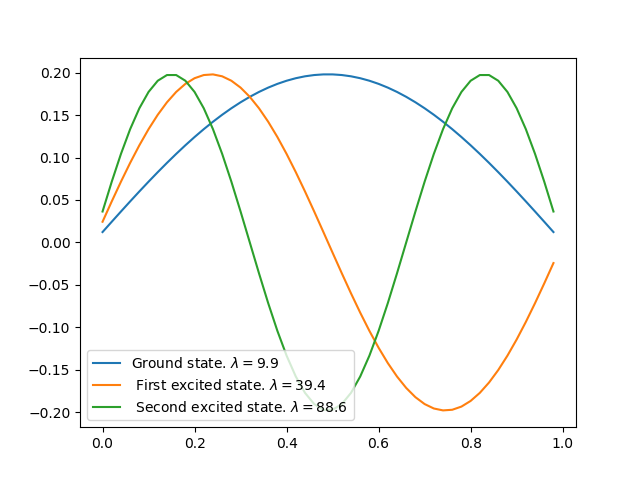 0.20
0.15
0.10
0.05
0.00
−0.05
−0.10
−0.15
−0.20
Ground state. λ = 9.9
First excited state. λ = 39.4
Second excited state. λ = 88.6
0.0 0.2 0.4 0.6 0.8 1.0